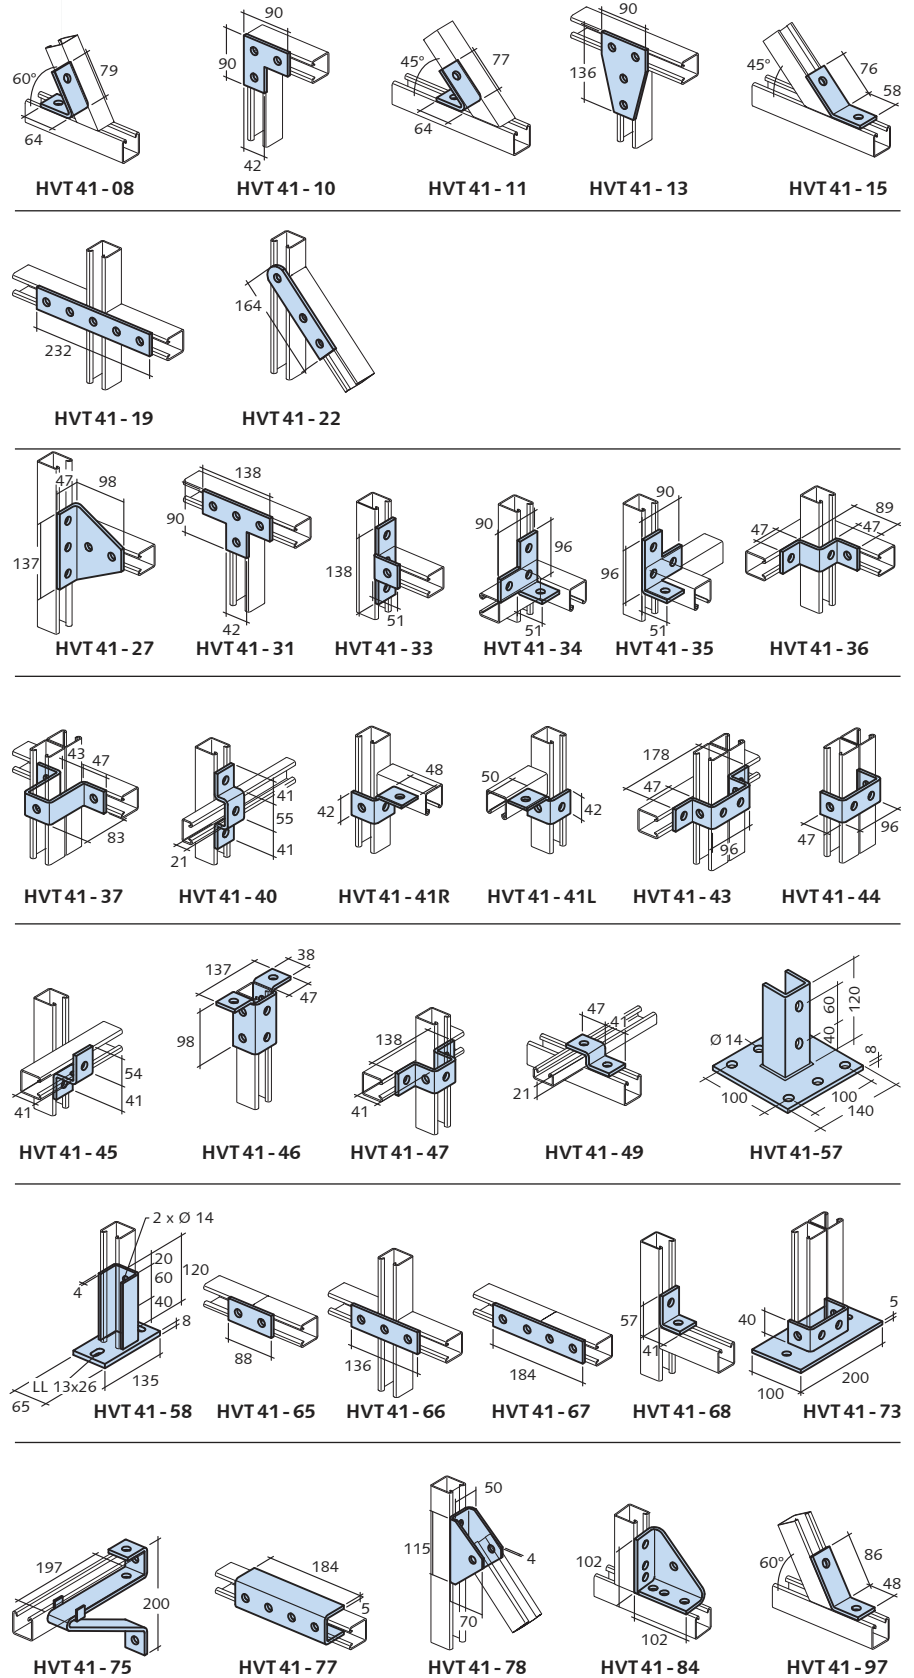 90
90
79
60°
64
90
42
HVT 41 - 08
HVT 41 - 10
45°
77
64
HVT 41 - 11
136
HVT 41 - 13
45°
76
58
HVT 41 - 15
232
HVT 41 - 19
164
HVT 41 - 22
47
98
137
HVT 41 - 27
138
90
42
HVT 41 - 31
138
51
HVT 41 - 33
90
96
51
HVT 41 - 34
90
96
51
HVT 41 - 35
89
47
47
HVT 41 - 36
43
47
83
HVT 41 - 37
41
55
41
21
HVT 41 - 40
48
42
HVT 41 - 41R
50
42
HVT 41 - 41L
178
47
96
HVT 41 - 43
47
96
HVT 41 - 44
54
41
41
HVT 41 - 45
38
137
47
98
HVT 41 - 46
138
41
HVT 41 - 47
47
41
21
HVT 41 - 49
Ø 14
60
120
40
8
100
100
140
HVT 41-57
2 x Ø 14
20
60
120
40
4
8
LL 13x26
135
65
HVT 41 - 58
88
HVT 41 - 65
136
HVT 41 - 66
184
HVT 41 - 67
57
41
HVT 41 - 68
5
40
100
200
HVT 41 - 73
197
200
HVT 41 - 75
184
5
HVT 41 - 77
50
115
4
70
HVT 41 - 78
102
102
HVT 41 - 84
60°
86
48
HVT 41 - 97